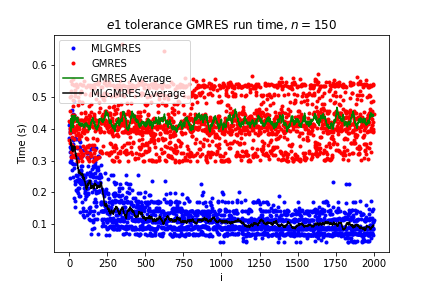 e1 tolerance GMRES run time, n = 150
MLGMRES
GMRES
GMRES Average
MLGMRES Average
Time (s)
0.6
0.5
0.4
0.3
0.2
0.1
0 250 500 750 1000 1250 1500 1750 2000
i